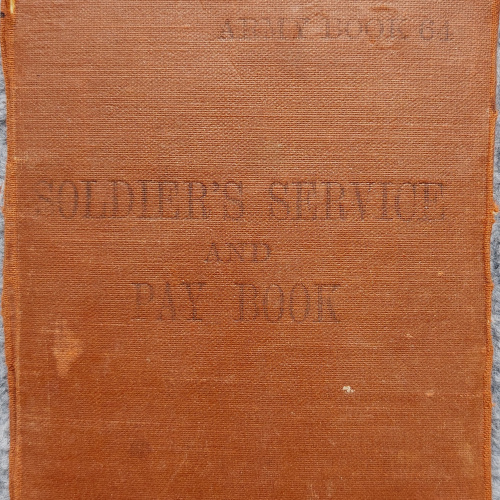 ARMY BOOK 64
SOLDIER'S SERVICE
AND
PAY BOOK